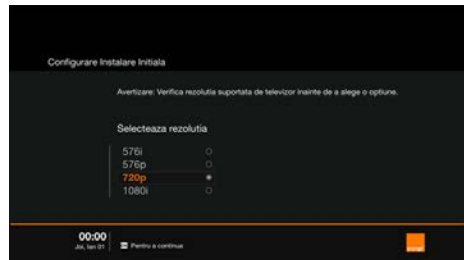 Configurare Instalare Initiala
Avertizare: Verifica rezolutia suportata de televizor inainte de a alege o optiune.
Selecteaza rezolutia
576i
576p
720p
1080i
00:00
Joi, Ian 01
Pentru a continua